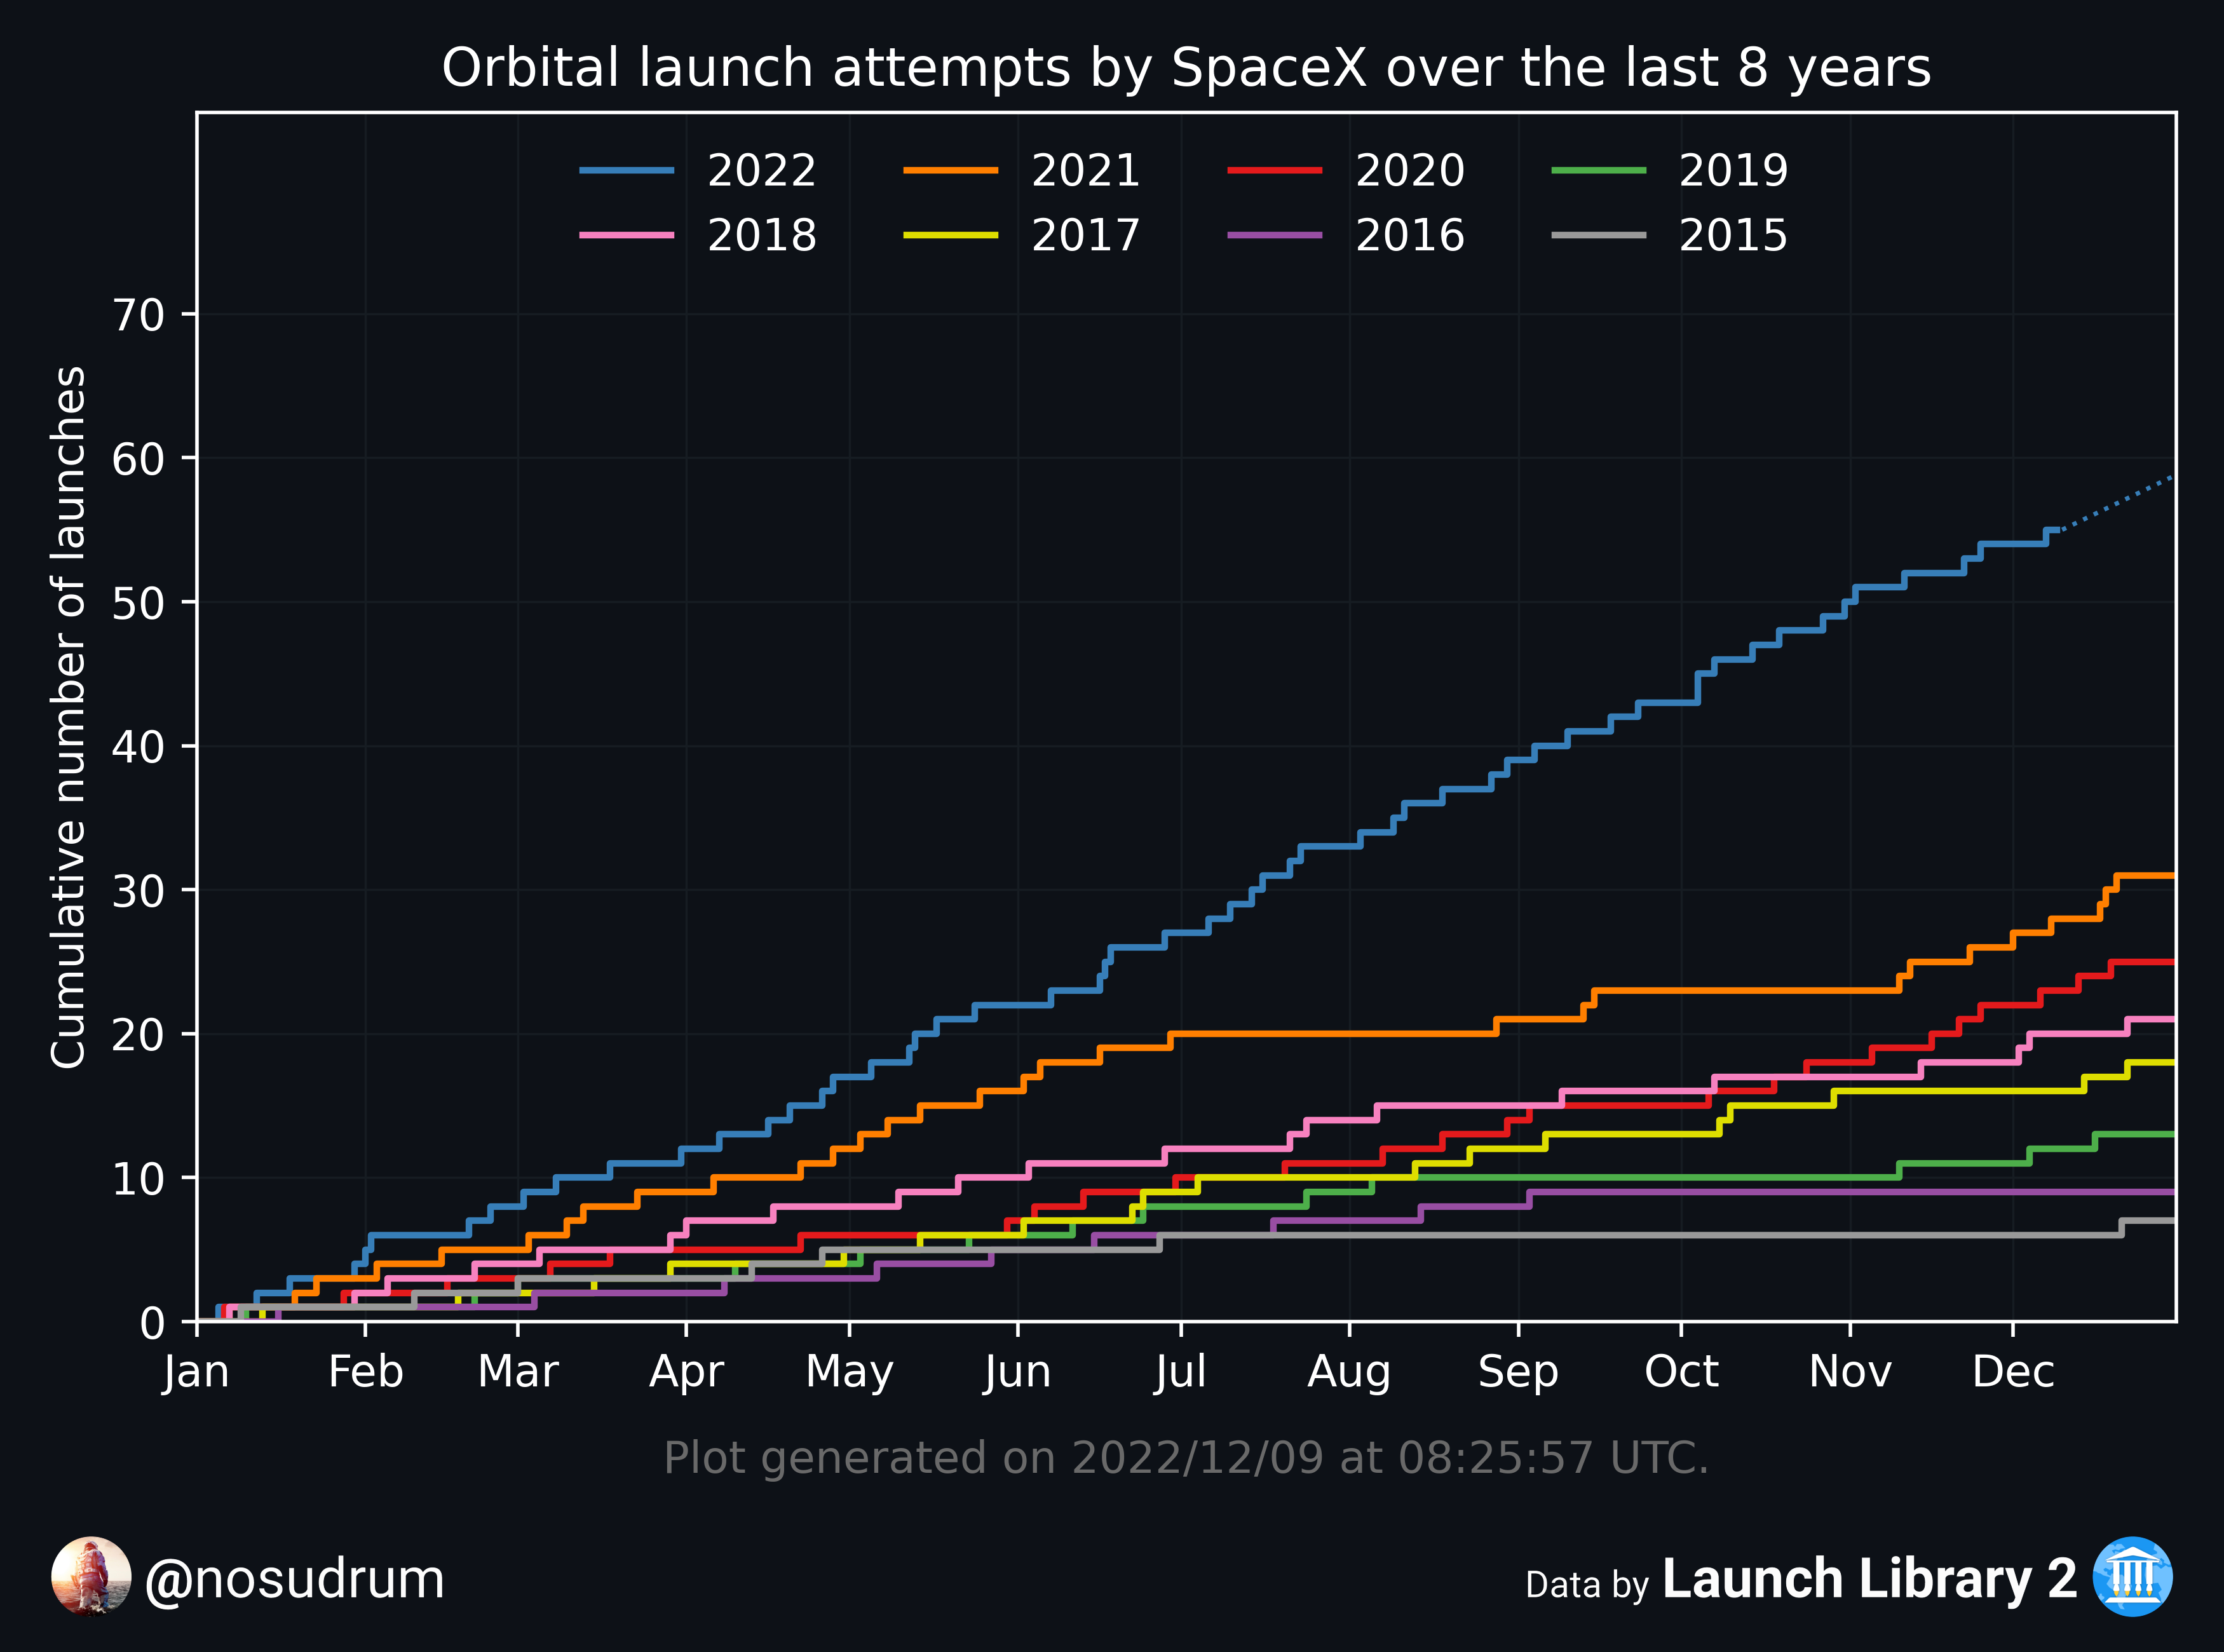 Orbital launch attempts by SpaceX over the last 8 years
2022 2021 2020 2019
2018 2017 2016 2015
Cumulative number of launches
70
60
50
40
30
20
10
0
Jan Feb Mar Apr May Jun Jul Aug Sep Oct Nov Dec
Plot generated on 2022/12/09 at 08:25:57 UTC.
@nosudrum
Data by Launch Library 2